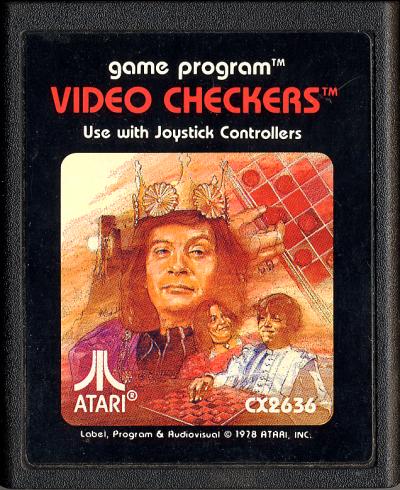 game program™
VIDEO CHECKERS™
Use with Joystick Controllers
ATARI®
CX2636
Label, Program & Audiovisual © 1978 ATARI, INC.